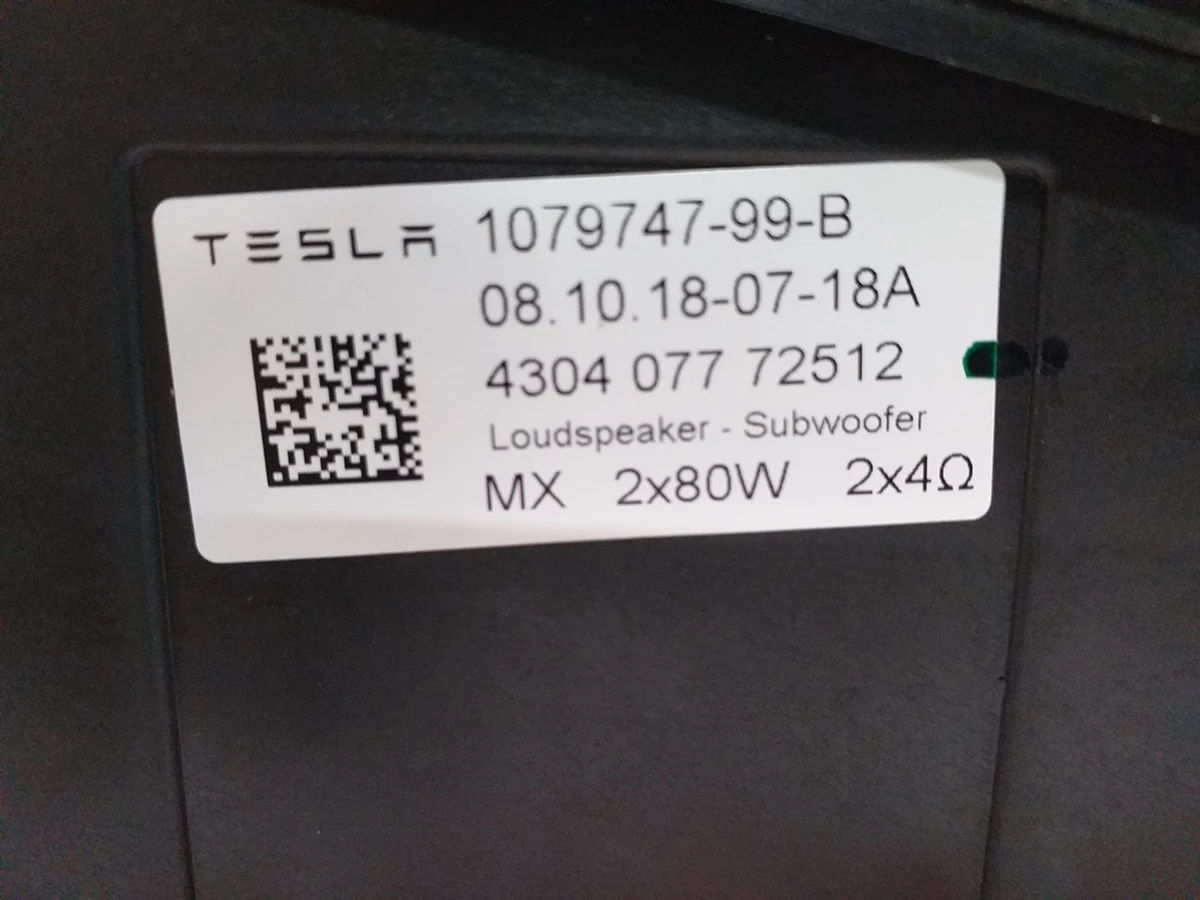 TESLA 1079747-99-B
08.10.18-07-18A
4304 077 72512
Loudspeaker - Subwoofer
MX 2x80W 2x4Ω